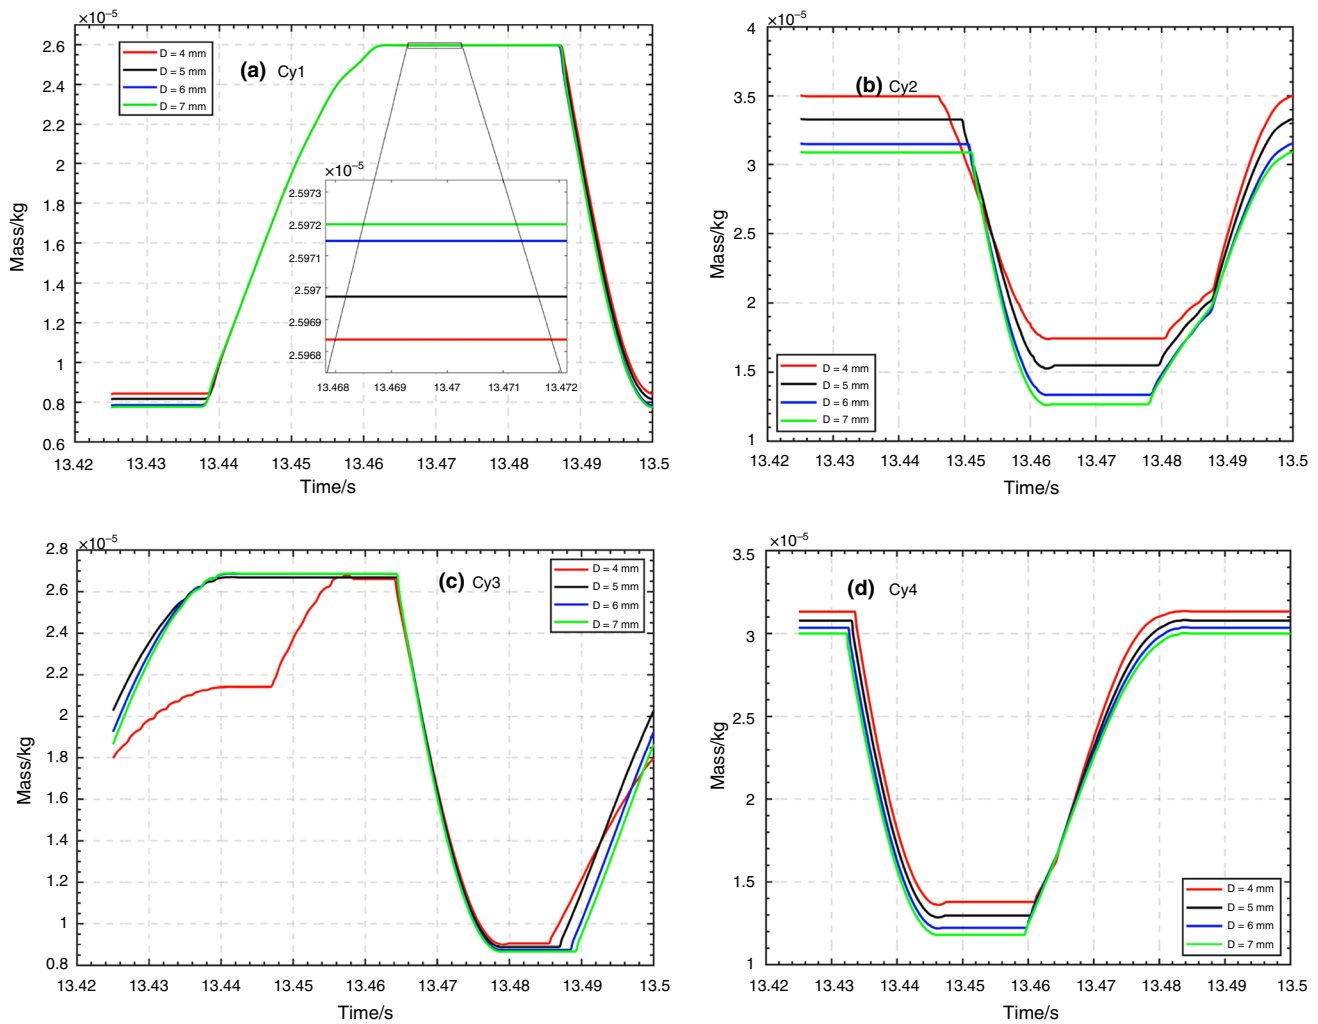 ×10⁻⁵
2.6
2.4
2.2
2
1.8
1.6
1.4
1.2
1
0.8
0.6
Mass/kg
D = 4 mm
D = 5 mm
D = 6 mm
D = 7 mm
(a) Cy1
×10⁻⁵
2.5973
2.5972
2.5971
2.597
2.5969
2.5968
13.468 13.469 13.47 13.471 13.472
13.42 13.43 13.44 13.45 13.46 13.47 13.48 13.49 13.5
Time/s
×10⁻⁵
4
3.5
3
2.5
2
1.5
1
Mass/kg
(b) Cy2
D = 4 mm
D = 5 mm
D = 6 mm
D = 7 mm
13.42 13.43 13.44 13.45 13.46 13.47 13.48 13.49 13.5
Time/s
×10⁻⁵
2.8
2.6
2.4
2.2
2
1.8
1.6
1.4
1.2
1
0.8
Mass/kg
(c) Cy3
D = 4 mm
D = 5 mm
D = 6 mm
D = 7 mm
13.42 13.43 13.44 13.45 13.46 13.47 13.48 13.49 13.5
Time/s
×10⁻⁵
3.5
3
2.5
2
1.5
1
Mass/kg
(d) Cy4
D = 4 mm
D = 5 mm
D = 6 mm
D = 7 mm
13.42 13.43 13.44 13.45 13.46 13.47 13.48 13.49 13.5
Time/s